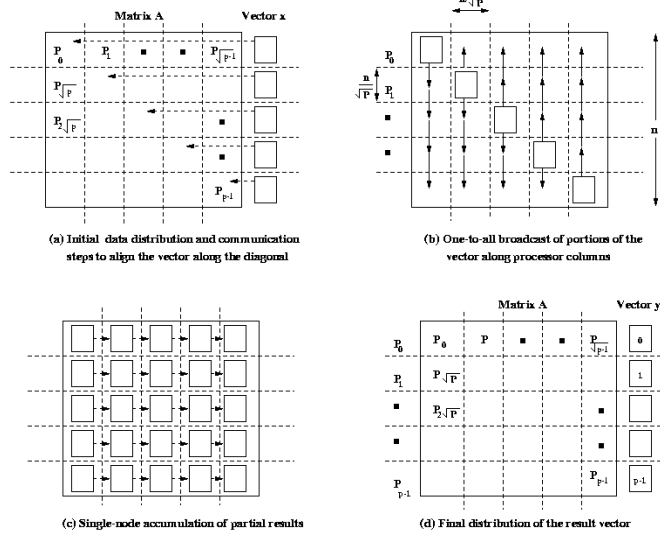 Matrix A Vector x
P0 P1 P√p-1
P√p
P2√p
Pp-1
(a) Initial data distribution and communication
steps to align the vector along the diagonal
n/√P
P0
n/√P
P1
n
(b) One-to-all broadcast of portions of the
vector along processor columns
(c) Single-node accumulation of partial results
Matrix A Vector y
P0 P0 P P√p-1 0
P1 P√P 1
P2√P
Pp-1 Pp-1 p-1
(d) Final distribution of the result vector